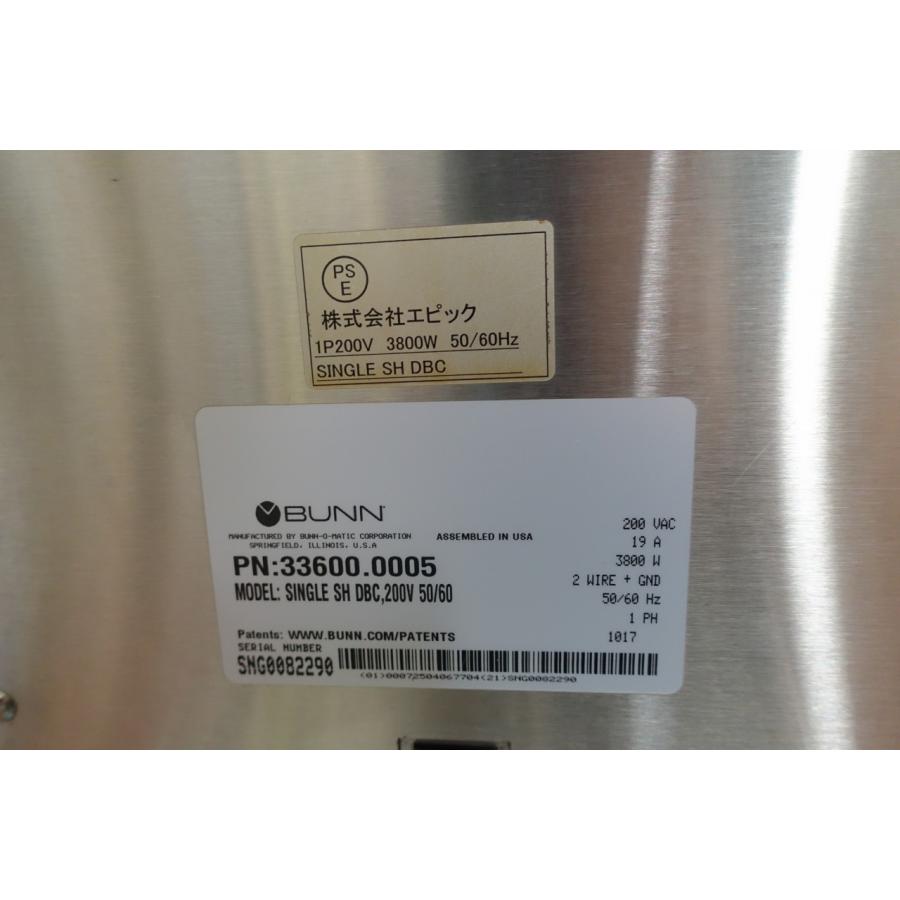 PS
E
株式会社エピック
1P200V 3800W 50/60Hz
SINGLE SH DBC
BUNN
MANUFACTURED BY BUNN-O-MATIC CORPORATION
SPRINGFIELD, ILLINOIS, U.S.A
ASSEMBLED IN USA
PN:33600.0005
MODEL: SINGLE SH DBC,200V 50/60
200 VAC
19 A
3800 W
2 WIRE + GND
50/60 Hz
1 PH
1017
Patents: WWW.BUNN.COM/PATENTS
SERIAL NUMBER
SNG0082290
(01)00072504067704(21)SNG0082290